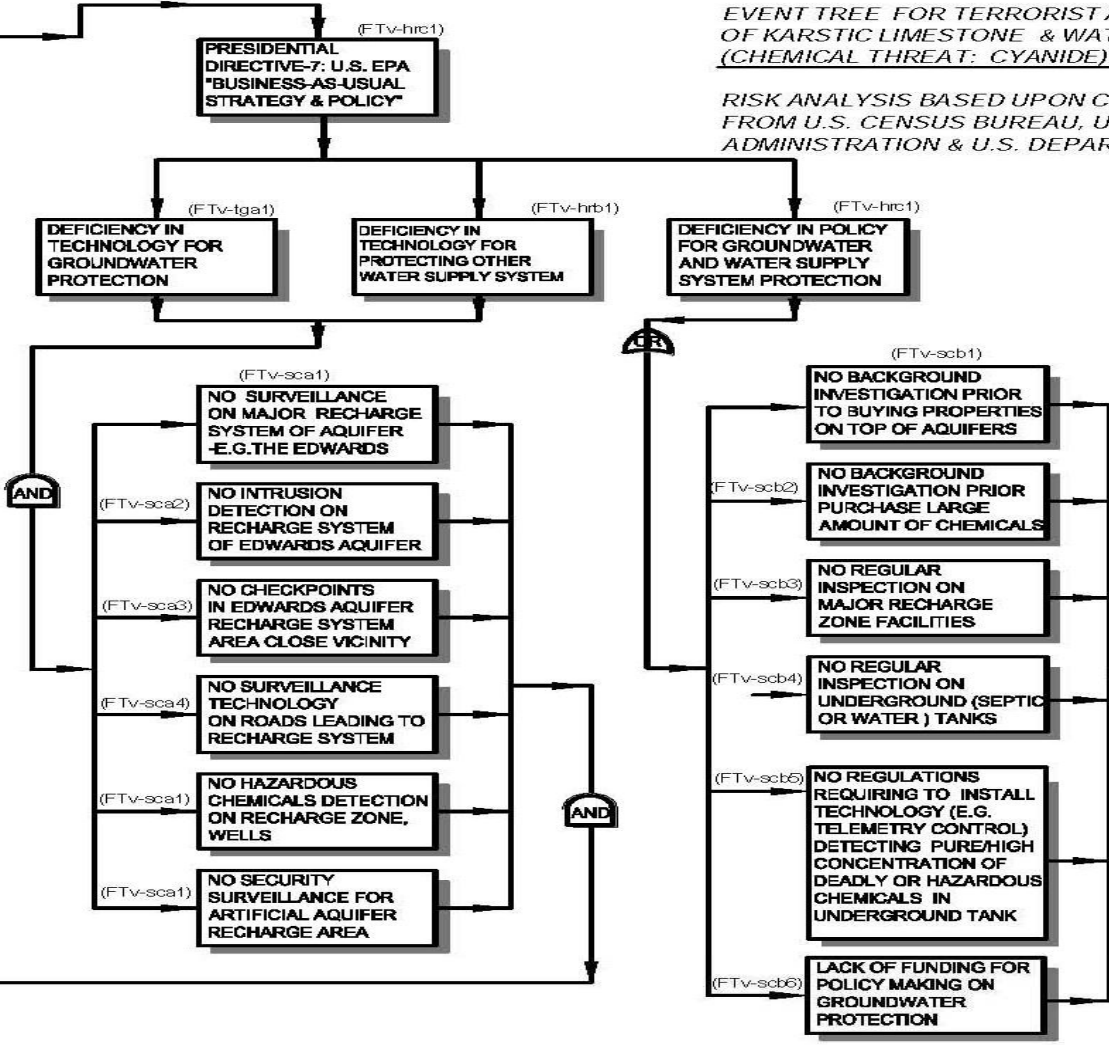 EVENT TREE FOR TERRORIST
OF KARSTIC LIMESTONE & WAT
(CHEMICAL THREAT: CYANIDE)
RISK ANALYSIS BASED UPON C
FROM U.S. CENSUS BUREAU, U
ADMINISTRATION & U.S. DEPAR
(FTv-hrc1)
PRESIDENTIAL
DIRECTIVE-7: U.S. EPA
"BUSINESS-AS-USUAL
STRATEGY & POLICY"
(FTv-tga1)
DEFICIENCY IN
TECHNOLOGY FOR
GROUNDWATER
PROTECTION
(FTv-hrb1)
DEFICIENCY IN
TECHNOLOGY FOR
PROTECTING OTHER
WATER SUPPLY SYSTEM
(FTv-hrc1)
DEFICIENCY IN POLICY
FOR GROUNDWATER
AND WATER SUPPLY
SYSTEM PROTECTION
AND
(FTv-sca1)
NO SURVEILLANCE
ON MAJOR RECHARGE
SYSTEM OF AQUIFER
-E.G.THE EDWARDS
(FTv-sca2)
NO INTRUSION
DETECTION ON
RECHARGE SYSTEM
OF EDWARDS AQUIFER
(FTv-sca3)
NO CHECKPOINTS
IN EDWARDS AQUIFER
RECHARGE SYSTEM
AREA CLOSE VICINITY
(FTv-sca4)
NO SURVEILLANCE
TECHNOLOGY
ON ROADS LEADING TO
RECHARGE SYSTEM
(FTv-sca1)
NO HAZARDOUS
CHEMICALS DETECTION
ON RECHARGE ZONE,
WELLS
(FTv-sca1)
NO SECURITY
SURVEILLANCE FOR
ARTIFICIAL AQUIFER
RECHARGE AREA
AND
OR
(FTv-scb1)
NO BACKGROUND
INVESTIGATION PRIOR
TO BUYING PROPERTIES
ON TOP OF AQUIFERS
(FTv-scb2)
NO BACKGROUND
INVESTIGATION PRIOR
PURCHASE LARGE
AMOUNT OF CHEMICALS
(FTv-scb3)
NO REGULAR
INSPECTION ON
MAJOR RECHARGE
ZONE FACILITIES
(FTv-scb4)
NO REGULAR
INSPECTION ON
UNDERGROUND (SEPTIC
OR WATER ) TANKS
(FTv-scb5)
NO REGULATIONS
REQUIRING TO INSTALL
TECHNOLOGY (E.G.
TELEMETRY CONTROL)
DETECTING PURE/HIGH
CONCENTRATION OF
DEADLY OR HAZARDOUS
CHEMICALS IN
UNDERGROUND TANK
(FTv-scb6)
LACK OF FUNDING FOR
POLICY MAKING ON
GROUNDWATER
PROTECTION